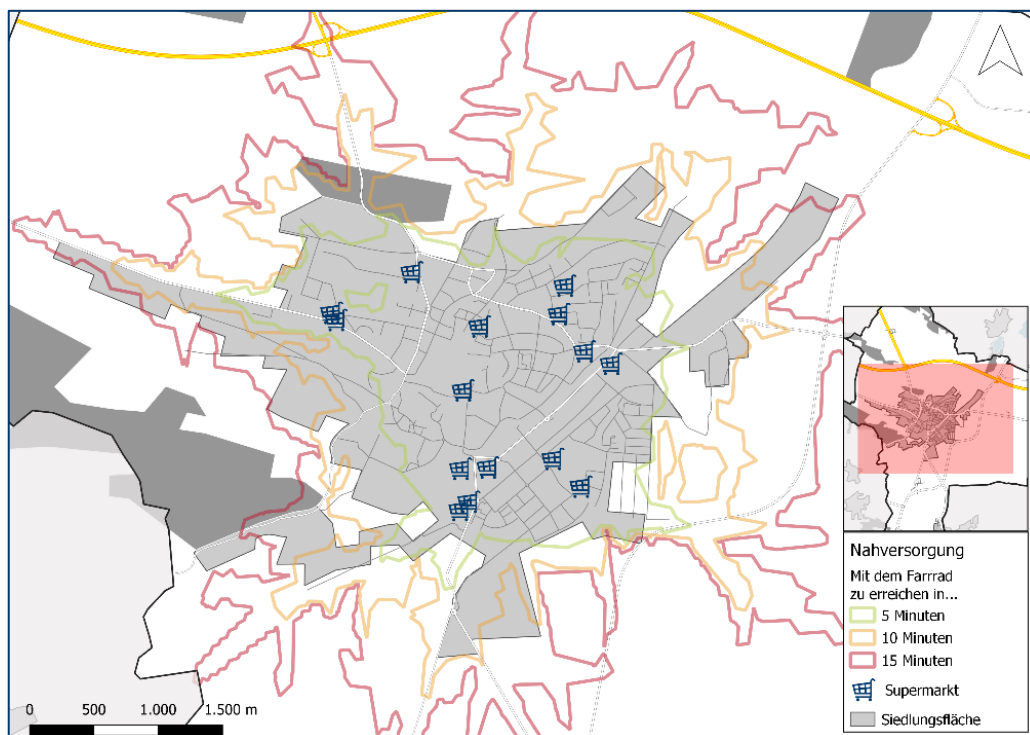 Nahversorgung
Mit dem Farrrad
zu erreichen in...
5 Minuten
10 Minuten
15 Minuten
Supermarkt
Siedlungsfläche
0 500 1.000 1.500 m